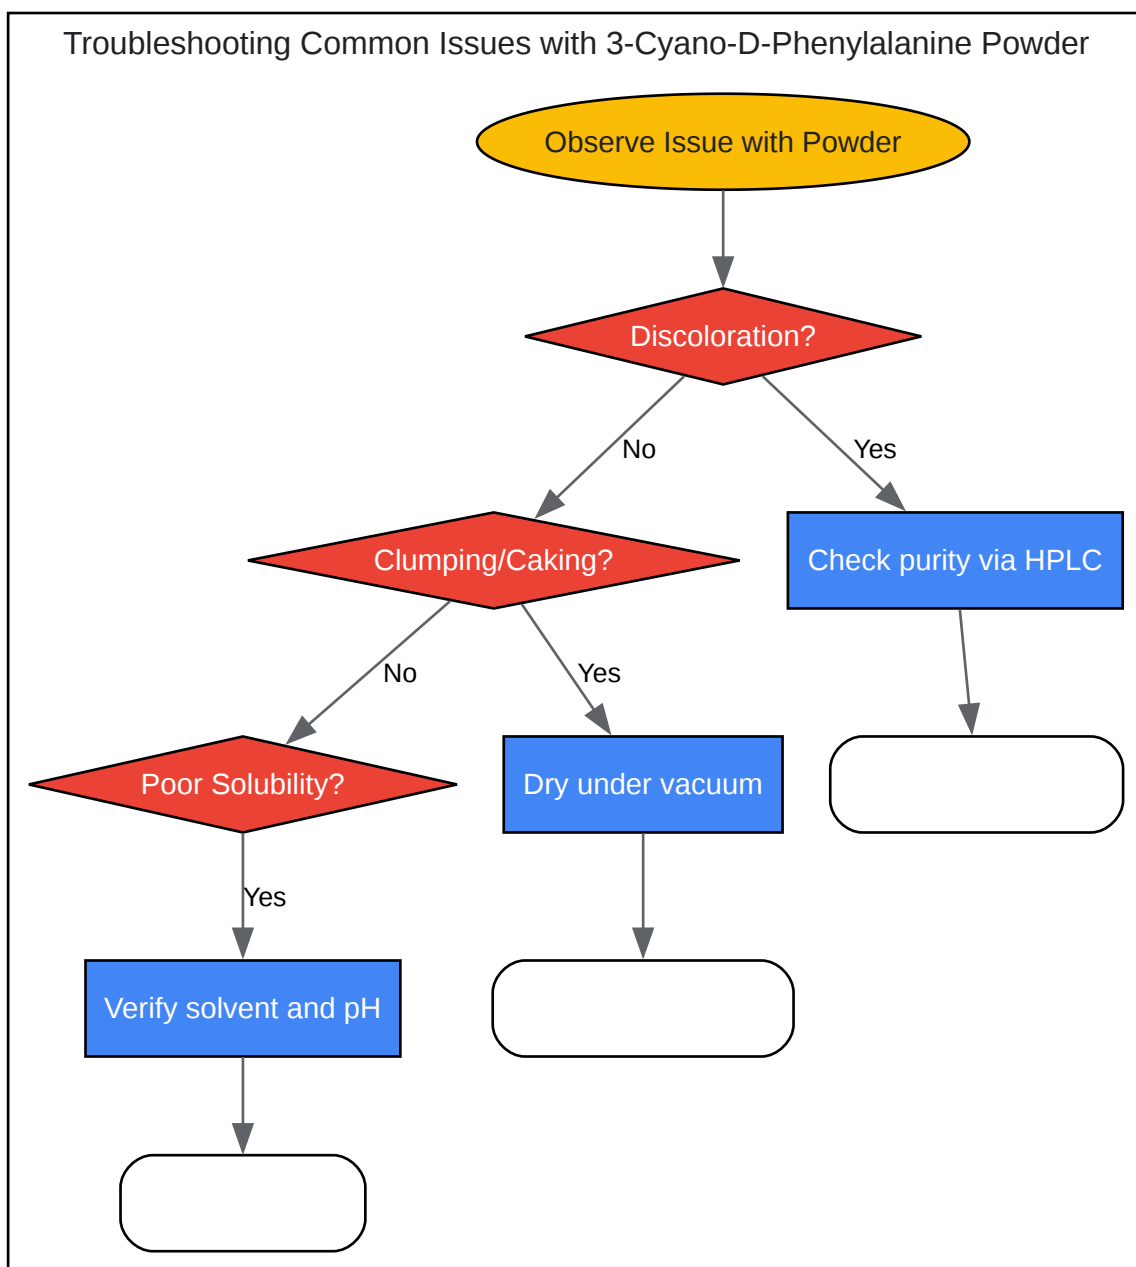 Troubleshooting Common Issues with 3-Cyano-D-Phenylalanine Powder
Observe Issue with Powder
Discoloration?
No
Yes
Clumping/Caking?
Check purity via HPLC
No
Yes
Poor Solubility?
Dry under vacuum
Yes
Verify solvent and pH